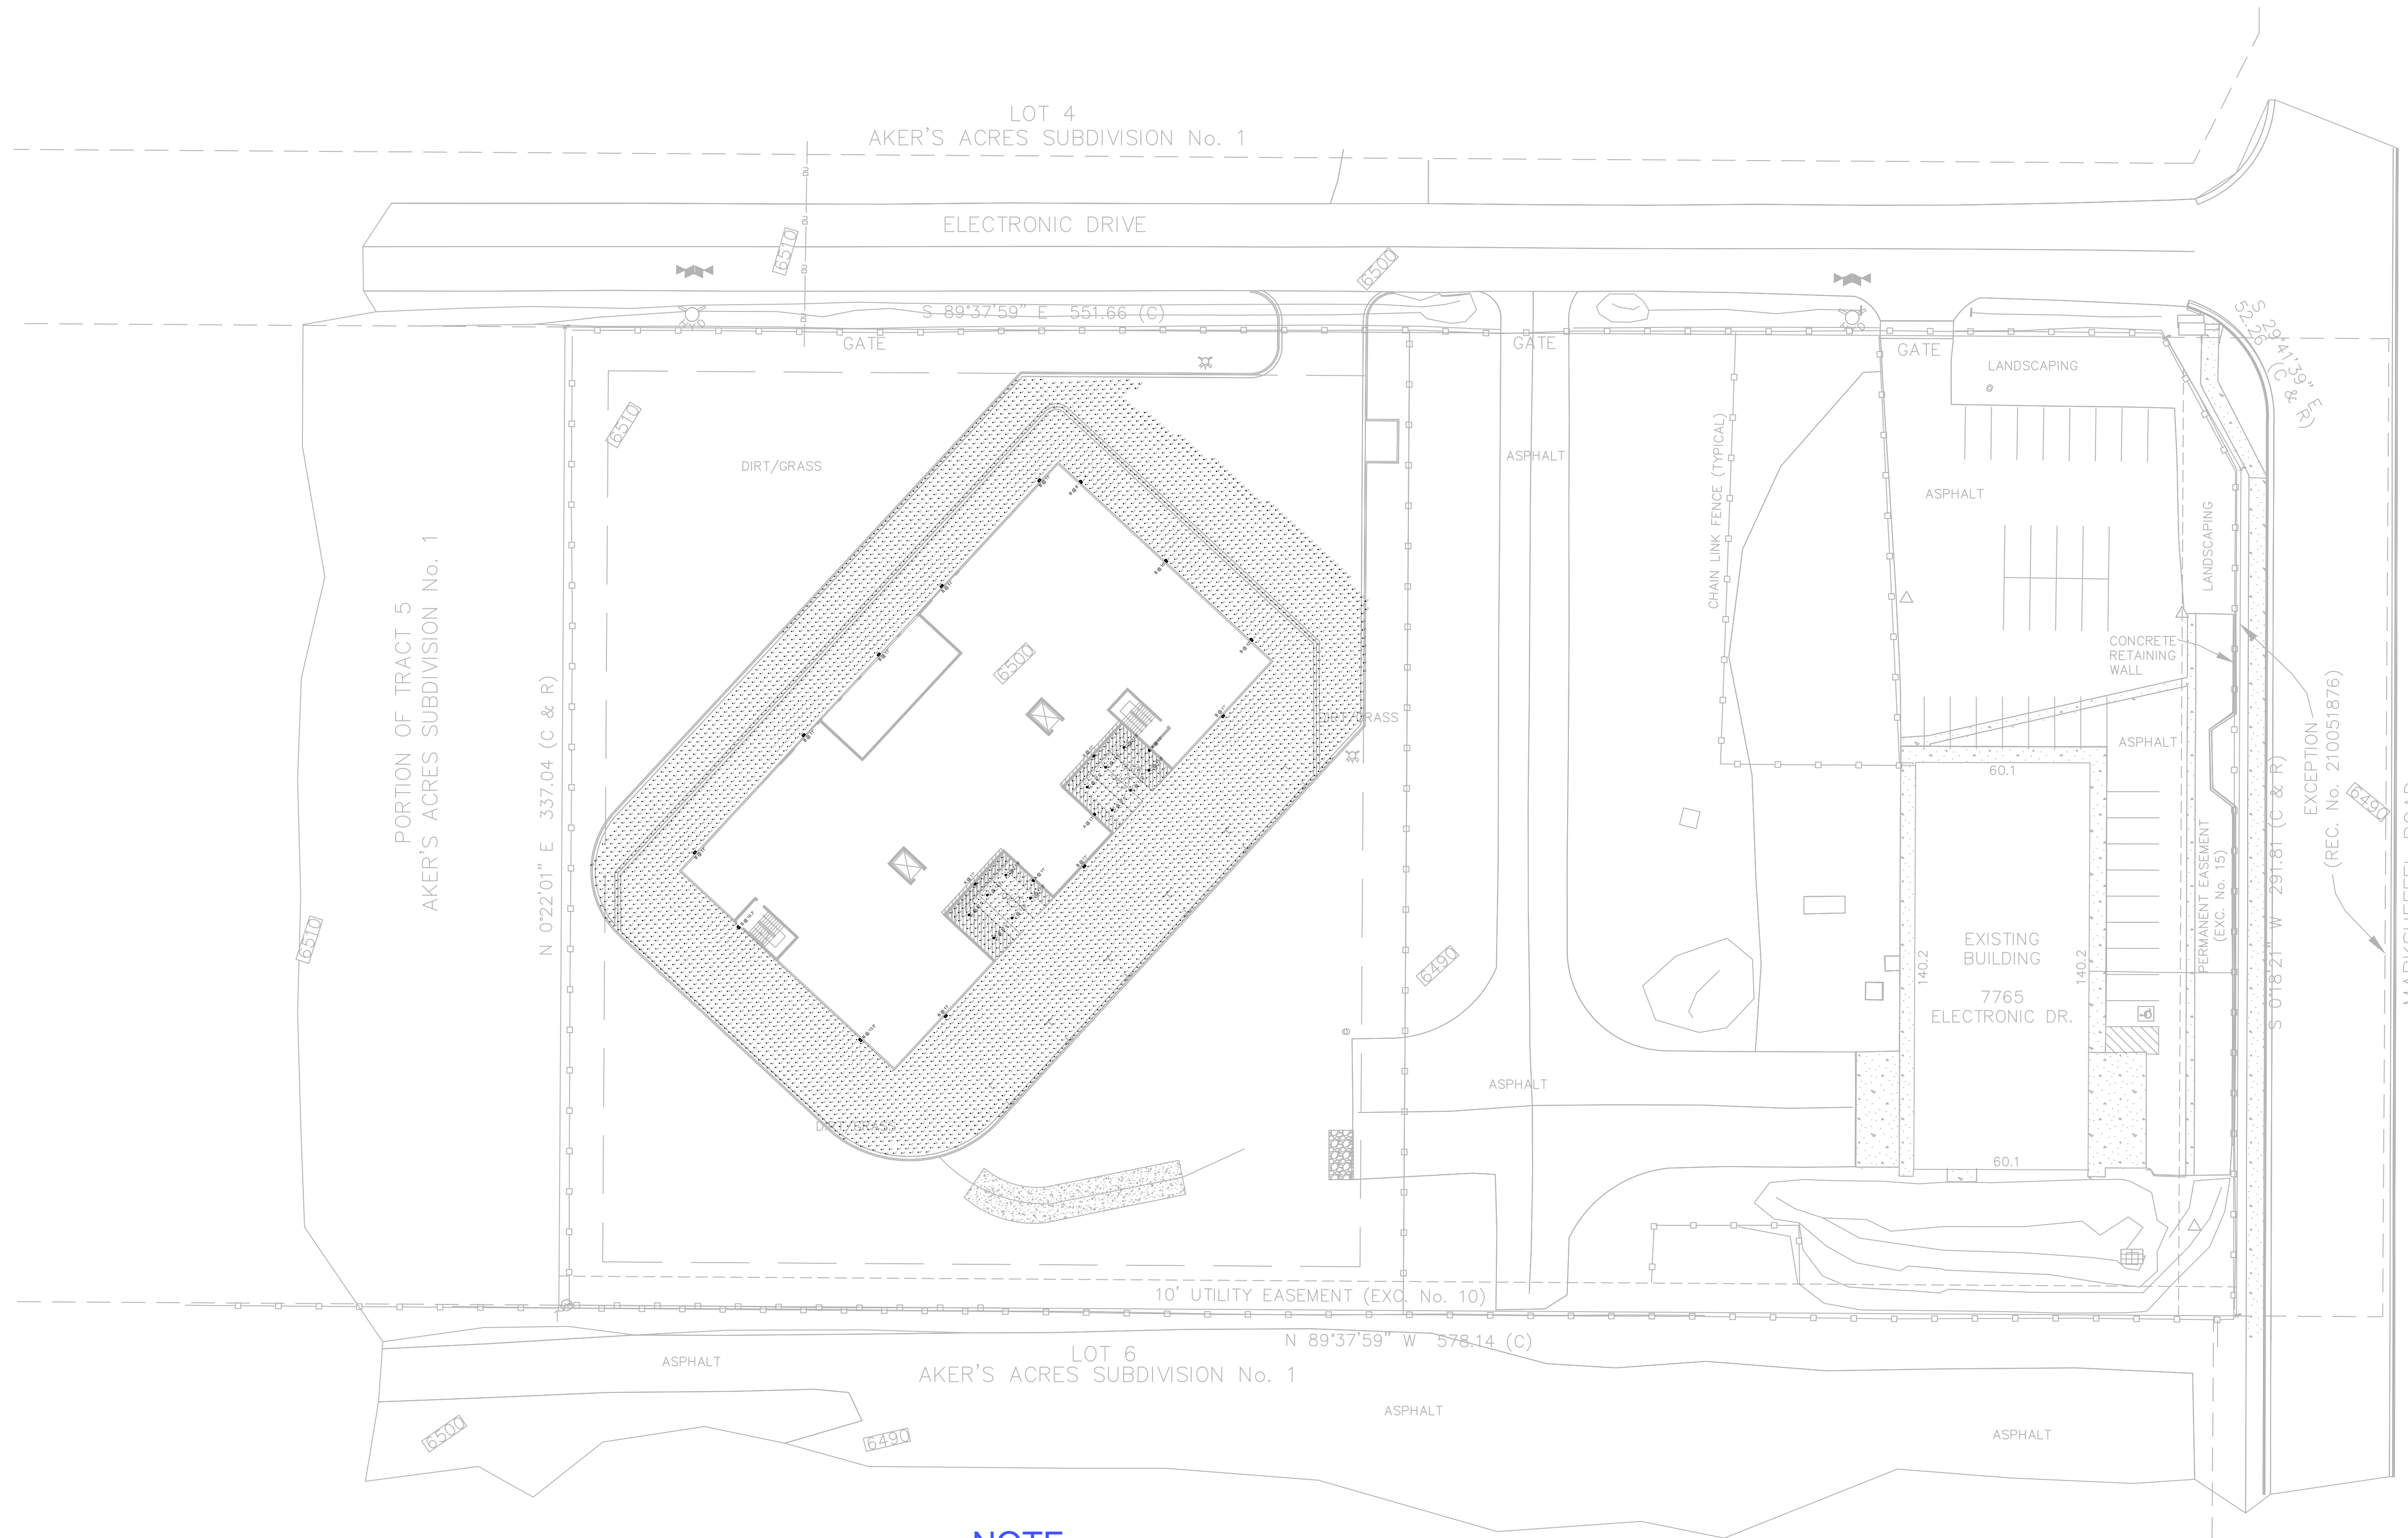 LOT 4
AKER'S ACRES SUBDIVISION No. 1
ELECTRONIC DRIVE
6510
6500
S 89°37'59" E 551.66 (C)
GATE
GATE
GATE
S 29°41'39" E
52.26 (C & R)
LANDSCAPING
6510
DIRT/GRASS
ASPHALT
CHAIN LINK FENCE (TYPICAL)
ASPHALT
LANDSCAPING
PORTION OF TRACT 5
AKER'S ACRES SUBDIVISION No. 1
N 0°22'01" E 337.04 (C & R)
6500
DIRT/GRASS
CONCRETE
RETAINING
WALL
ASPHALT
60.1
EXCEPTION
(REC. No. 210051876)
6490
6510
6490
EXISTING
BUILDING
7765
ELECTRONIC DR.
140.2
140.2
PERMANENT EASEMENT
(EXC. No. 15)
S 0°18'21" W 291.81 (C & R)
ASPHALT
DIRT/GRASS
60.1
10' UTILITY EASEMENT (EXC. No. 10)
N 89°37'59" W 578.14 (C)
LOT 6
AKER'S ACRES SUBDIVISION No. 1
ASPHALT
ASPHALT
ASPHALT
6500
6490
NOTE